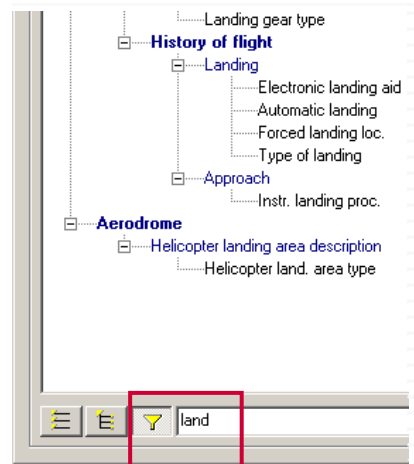 Landing gear type
History of flight
Landing
Electronic landing aid
Automatic landing
Forced landing loc.
Type of landing
Approach
Instr. landing proc.
Aerodrome
Helicopter landing area description
Helicopter land. area type
land